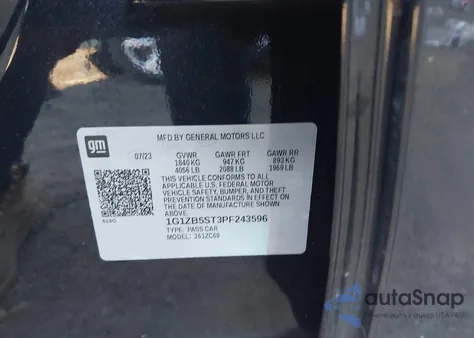 gm
MFD BY GENERAL MOTORS LLC
07/23 GVWR GAWR FRT GAWR RR
1840 KG 947 KG 893 KG
4056 LB 2088 LB 1969 LB
THIS VEHICLE CONFORMS TO ALL
APPLICABLE U.S. FEDERAL MOTOR
VEHICLE SAFETY, BUMPER, AND THEFT
PREVENTION STANDARDS IN EFFECT ON
THE DATE OF MANUFACTURE SHOWN
ABOVE.
1G1ZB5ST3PF243596
TYPE: PASS CAR
MODEL:
autaSnap